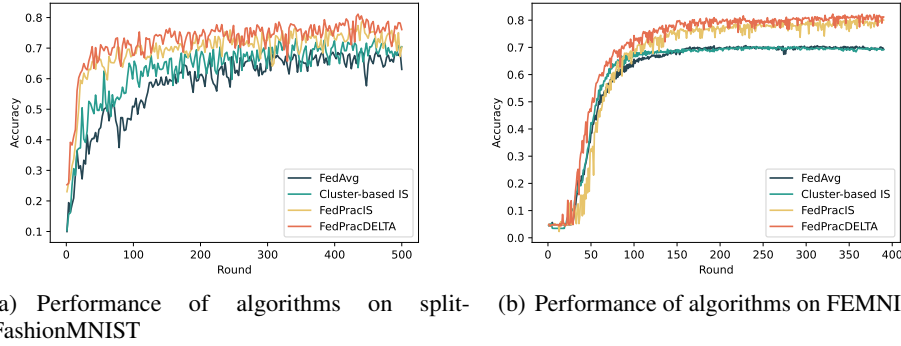 0.8
0.7
0.6
0.5
0.4
0.3
0.2
0.1
Accuracy
0 100 200 300 400 500
Round
FedAvg
Cluster-based IS
FedPracIS
FedPracDELTA
0.8
0.7
0.6
0.5
0.4
0.3
0.2
0.1
0.0
Accuracy
0 50 100 150 200 250 300 350 400
Round
FedAvg
Cluster-based IS
FedPracIS
FedPracDELTA
a) Performance of algorithms on split-
FashionMNIST
(b) Performance of algorithms on FEMNI